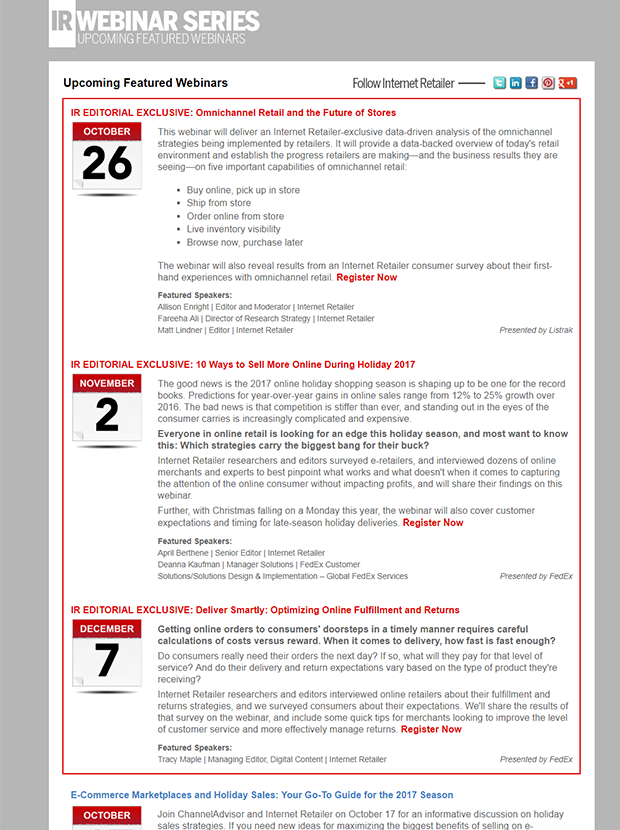 IR WEBINAR SERIES
UPCOMING FEATURED WEBINARS
Upcoming Featured Webinars
Follow Internet Retailer
+1
IR EDITORIAL EXCLUSIVE: Omnichannel Retail and the Future of Stores
OCTOBER
26
This webinar will deliver an Internet Retailer-exclusive data-driven analysis of the omnichannel
strategies being implemented by retailers. It will provide a data-backed overview of today's retail
environment and establish the progress retailers are making—and the business results they are
seeing—on five important capabilities of omnichannel retail:
• Buy online, pick up in store
• Ship from store
• Order online from store
• Live inventory visibility
• Browse now, purchase later
The webinar will also reveal results from an Internet Retailer consumer survey about their first-
hand experiences with omnichannel retail. Register Now
Featured Speakers:
Allison Enright | Editor and Moderator | Internet Retailer
Fareeha Ali | Director of Research Strategy | Internet Retailer
Matt Lindner | Editor | Internet Retailer
Presented by Listrak
IR EDITORIAL EXCLUSIVE: 10 Ways to Sell More Online During Holiday 2017
NOVEMBER
2
The good news is the 2017 online holiday shopping season is shaping up to be one for the record
books. Predictions for year-over-year gains in online sales range from 12% to 25% growth over
2016. The bad news is that competition is stiffer than ever, and standing out in the eyes of the
consumer carries is increasingly complicated and expensive.
Everyone in online retail is looking for an edge this holiday season, and most want to know
this: Which strategies carry the biggest bang for their buck?
Internet Retailer researchers and editors surveyed e-retailers, and interviewed dozens of online
merchants and experts to best pinpoint what works and what doesn't when it comes to capturing
the attention of the online consumer without impacting profits, and will share their findings on this
webinar.
Further, with Christmas falling on a Monday this year, the webinar will also cover customer
expectations and timing for late-season holiday deliveries. Register Now
Featured Speakers:
April Berthene | Senior Editor | Internet Retailer
Deanna Kaufman | Manager Solutions | FedEx Customer
Solutions/Solutions Design & Implementation – Global FedEx Services
Presented by FedEx
IR EDITORIAL EXCLUSIVE: Deliver Smartly: Optimizing Online Fulfillment and Returns
DECEMBER
7
Getting online orders to consumers' doorsteps in a timely manner requires careful
calculations of costs versus reward. When it comes to delivery, how fast is fast enough?
Do consumers really need their orders the next day? If so, what will they pay for that level of
service? And do their delivery and return expectations vary based on the type of product they're
receiving?
Internet Retailer researchers and editors interviewed online retailers about their fulfillment and
returns strategies, and we surveyed consumers about their expectations. We'll share the results of
that survey on the webinar, and include some quick tips for merchants looking to improve the level
of customer service and more effectively manage returns. Register Now
Featured Speakers:
Tracy Maple | Managing Editor, Digital Content | Internet Retailer
Presented by FedEx
E-Commerce Marketplaces and Holiday Sales: Your Go-To Guide for the 2017 Season
OCTOBER
Join ChannelAdvisor and Internet Retailer on October 17 for an informative discussion on holiday
sales strategies. If you need new ideas for maximizing the biggest benefits of selling on e-